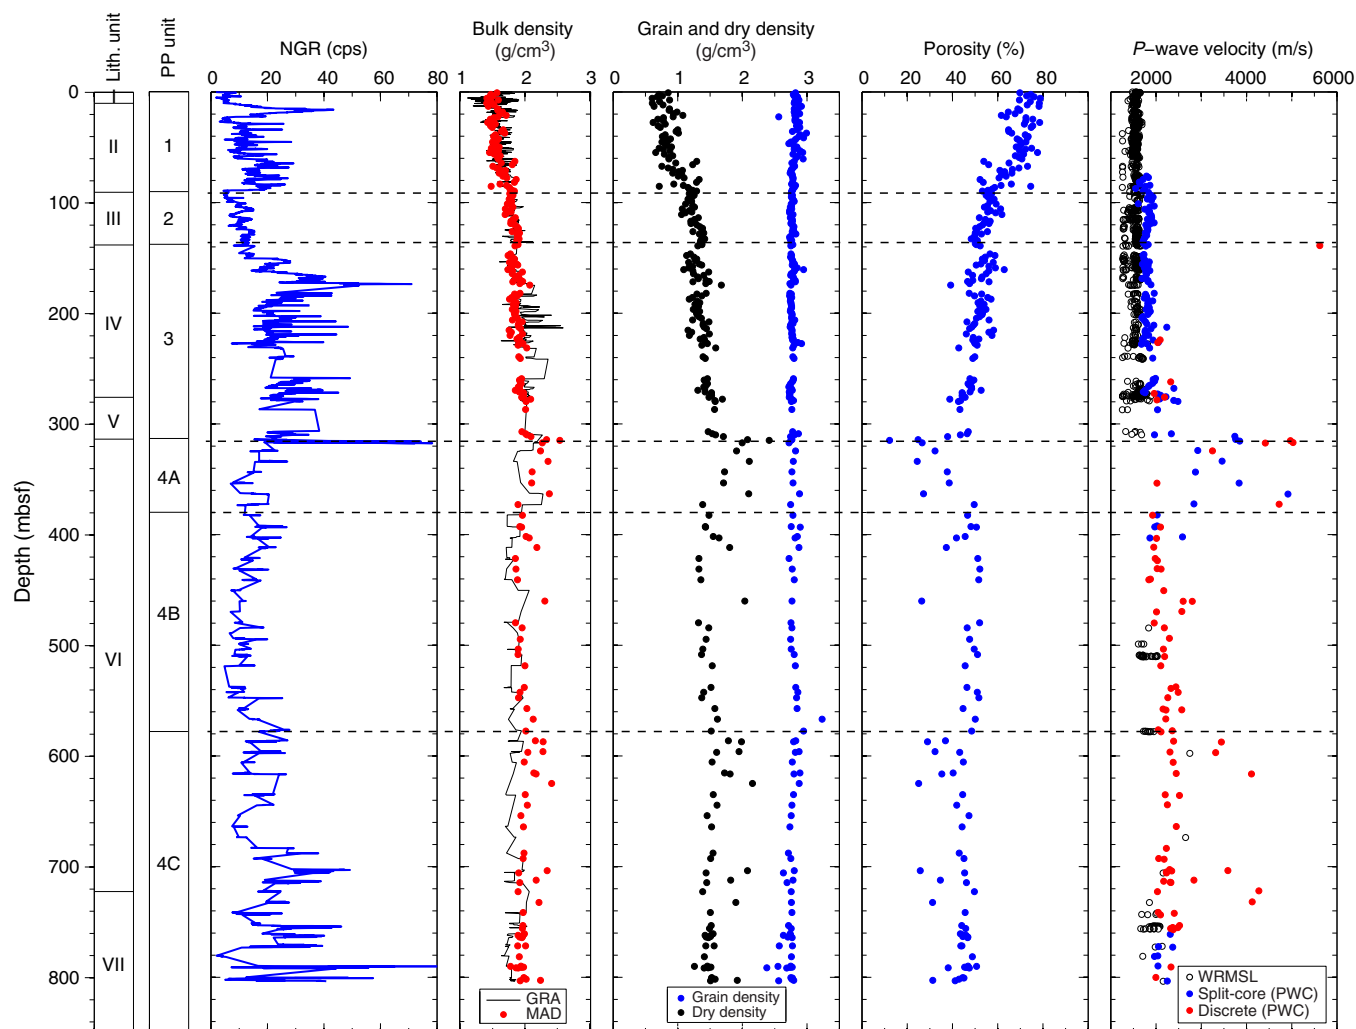 Lith. unit
PP unit
NGR (cps)
Bulk density
(g/cm3)
Grain and dry density
(g/cm3)
Porosity (%)
P–wave velocity (m/s)
0 20 40 60 80
1 2 3
0 1 2 3
0 20 40 60 80
2000 4000 6000
Depth (mbsf)
0
100
200
300
400
500
600
700
800
I
II
III
IV
V
VI
VII
1
2
3
4A
4B
4C
GRA
MAD
Grain density
Dry density
WRMSL
Split-core (PWC)
Discrete (PWC)